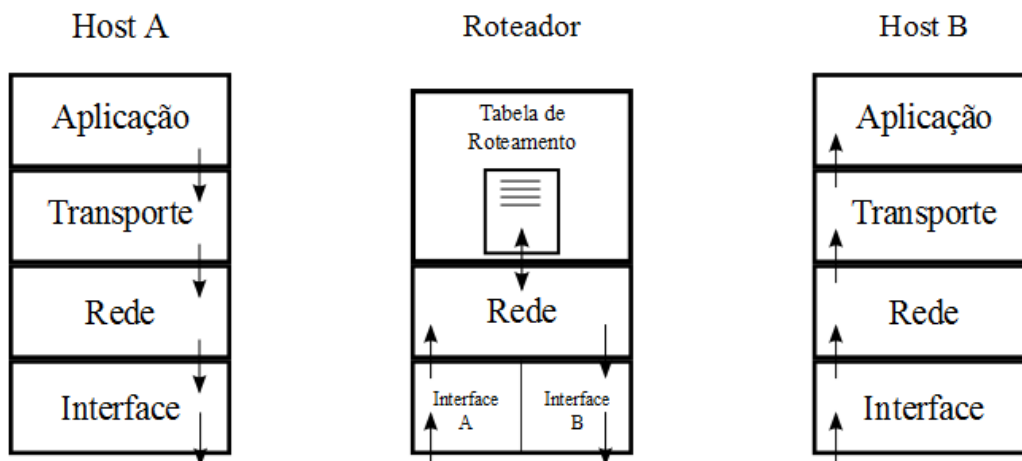 Host A
Aplicação
Transporte
Rede
Interface
Roteador
Tabela de
Roteamento
Rede
Interface
A
Interface
B
Host B
Aplicação
Transporte
Rede
Interface